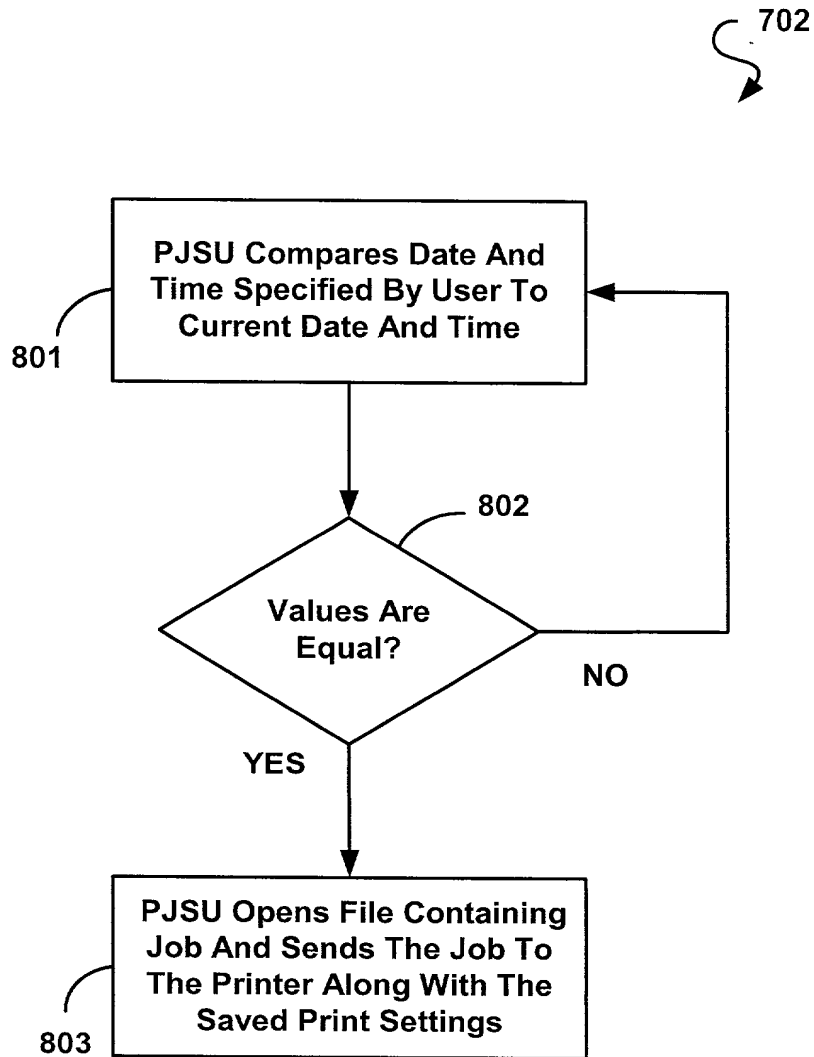 702
PJSU Compares Date And
Time Specified By User To
Current Date And Time
801
802
Values Are
Equal?
NO
YES
PJSU Opens File Containing
Job And Sends The Job To
The Printer Along With The
Saved Print Settings
803